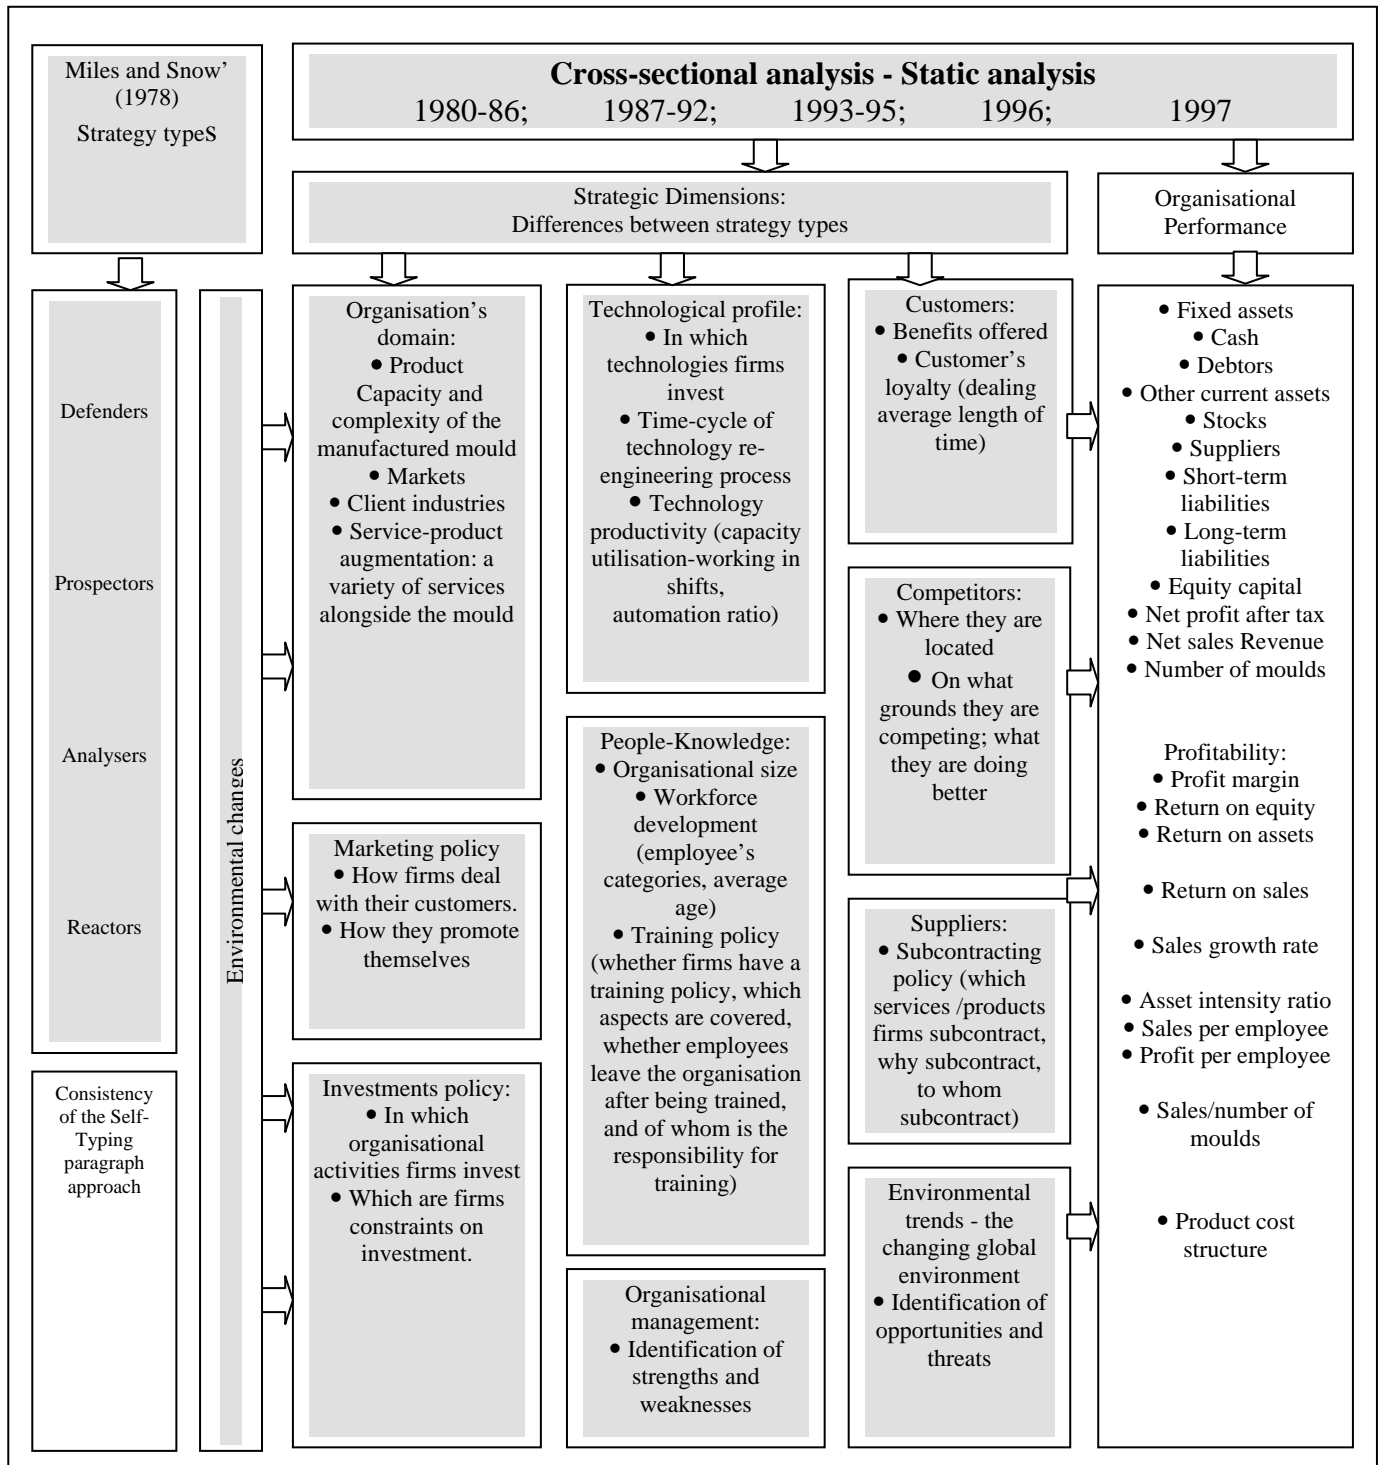 Miles and Snow’
(1978)
Strategy typeS
Cross-sectional analysis - Static analysis
1980-86; 1987-92; 1993-95; 1996; 1997
Strategic Dimensions:
Differences between strategy types
Organisational
Performance
Defenders
Prospectors
Analysers
Reactors
Consistency
of the Self-
Typing
paragraph
approach
Environmental changes
Organisation’s
domain:
• Product
Capacity and
complexity of the
manufactured mould
• Markets
• Client industries
• Service-product
augmentation: a
variety of services
alongside the mould
Marketing policy
• How firms deal
with their customers.
• How they promote
themselves
Investments policy:
• In which
organisational
activities firms invest
• Which are firms
constraints on
investment.
Technological profile:
• In which
technologies firms
invest
• Time-cycle of
technology re-
engineering process
• Technology
productivity (capacity
utilisation-working in
shifts,
automation ratio)
People-Knowledge:
• Organisational size
• Workforce
development
(employee’s
categories, average
age)
• Training policy
(whether firms have a
training policy, which
aspects are covered,
whether employees
leave the organisation
after being trained,
and of whom is the
responsibility for
training)
Organisational
management:
• Identification of
strengths and
weaknesses
Customers:
• Benefits offered
• Customer’s
loyalty (dealing
average length of
time)
Competitors:
• Where they are
located
• On what
grounds they are
competing; what
they are doing
better
Suppliers:
• Subcontracting
policy (which
services /products
firms subcontract,
why subcontract,
to whom
subcontract)
Environmental
trends - the
changing global
environment
• Identification of
opportunities and
threats
• Fixed assets
• Cash
• Debtors
• Other current assets
• Stocks
• Suppliers
• Short-term
liabilities
• Long-term
liabilities
• Equity capital
• Net profit after tax
• Net sales Revenue
• Number of moulds
Profitability:
• Profit margin
• Return on equity
• Return on assets
• Return on sales
• Sales growth rate
• Asset intensity ratio
• Sales per employee
• Profit per employee
• Sales/number of
moulds
• Product cost
structure